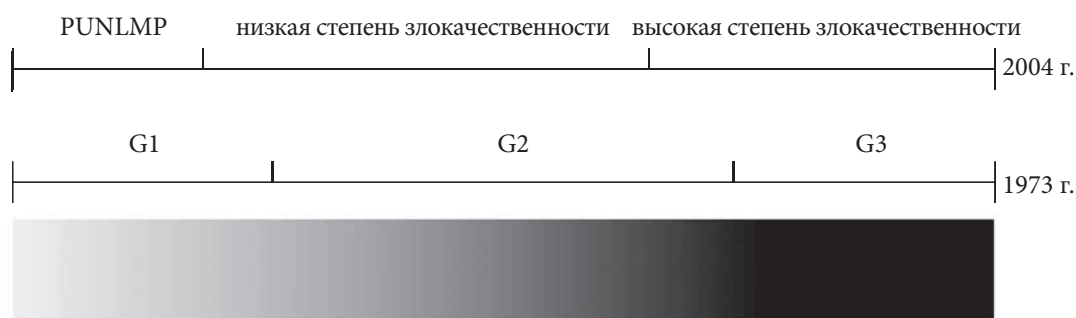 PUNLMP низкая степень злокачественности высокая степень злокачественности
2004 г.
G1 G2 G3
1973 г.